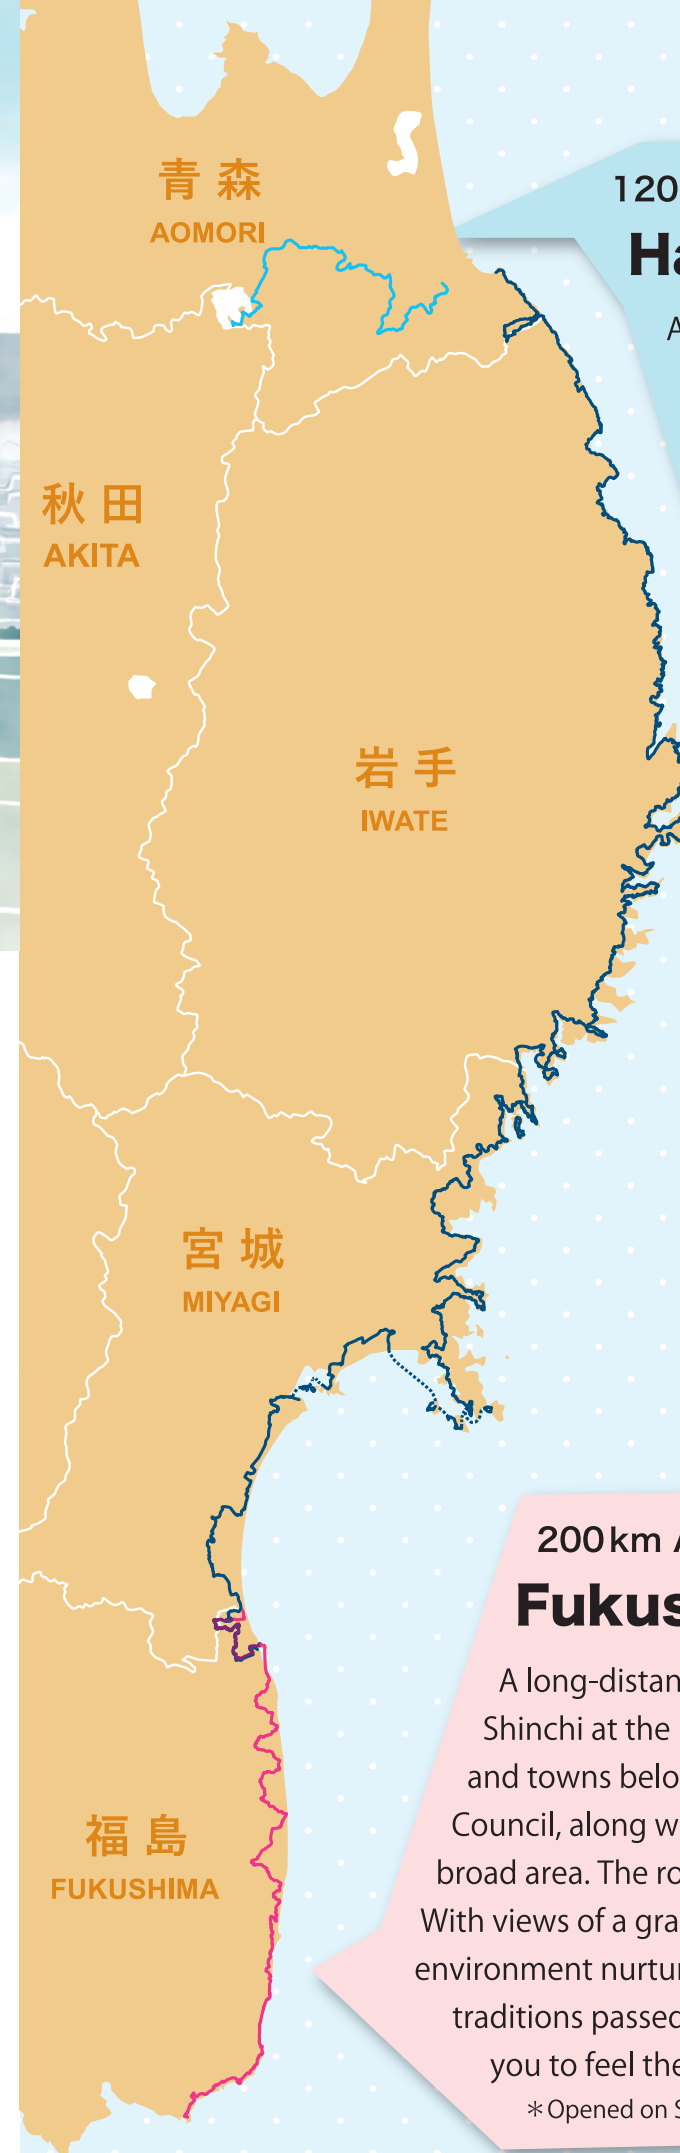 青森
AOMORI
秋田
AKITA
岩手
IWATE
宮城
MIYAGI
福島
FUKUSHIMA
120
Ha
A
200km A
Fukus
A long-distan
Shinchi at the
and towns belo
Council, along w
broad area. The ro
With views of a gra
environment nurtur
traditions passed
you to feel the
*Opened on S